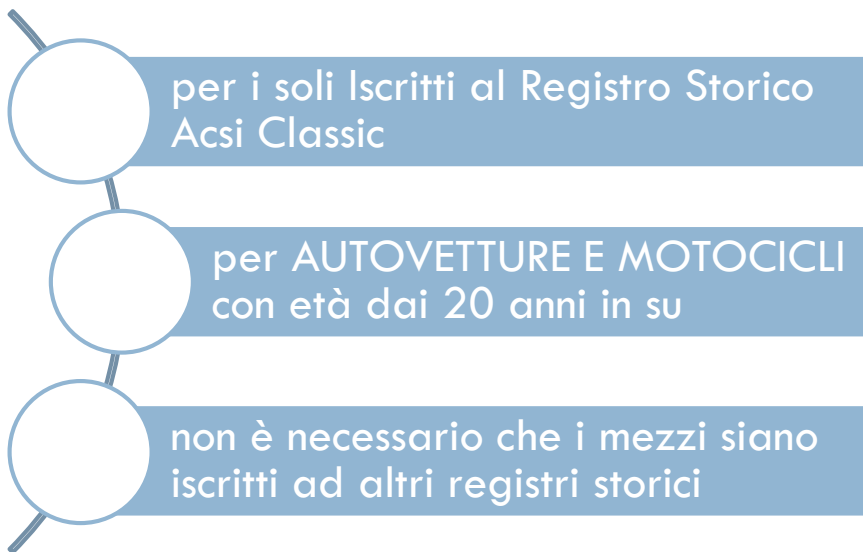 per i soli Iscritti al Registro Storico
Acsi Classic
per AUTOVETTURE E MOTOCICLI
con età dai 20 anni in su
non è necessario che i mezzi siano
iscritti ad altri registri storici